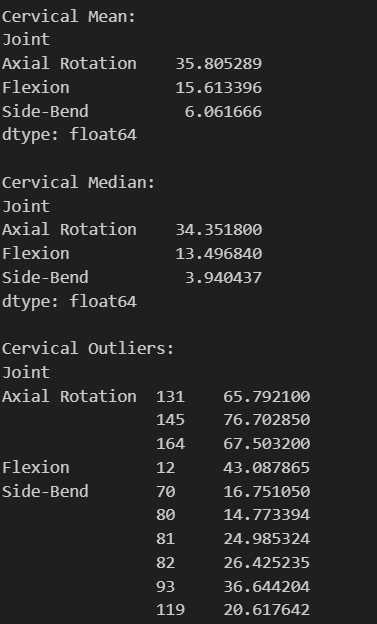 Cervical Mean:
Joint
Axial Rotation    35.805289
Flexion           15.613396
Side-Bend          6.061666
dtype: float64

Cervical Median:
Joint
Axial Rotation    34.351800
Flexion           13.496840
Side-Bend          3.940437
dtype: float64

Cervical Outliers:
Joint
Axial Rotation  131    65.792100
                145    76.702850
                164    67.503200
Flexion         12     43.087865
Side-Bend       70     16.751050
                80     14.773394
                81     24.985324
                82     26.425235
                93     36.644204
                119    20.617642